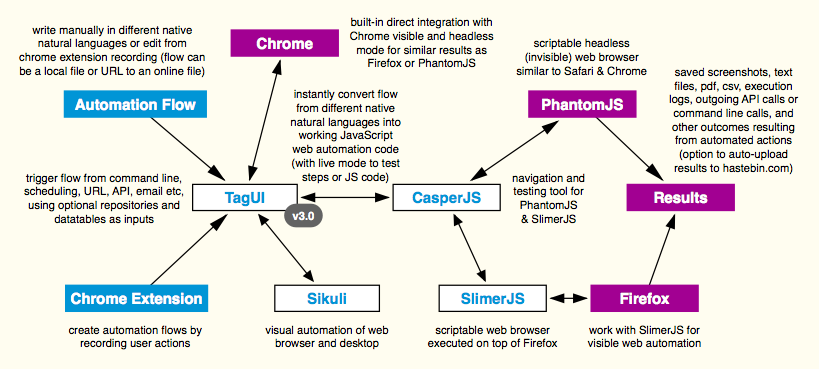 write manually in different native
natural languages or edit from
chrome extension recording (flow can
be a local file or URL to an online file)
Chrome
built-in direct integration with
Chrome visible and headless
mode for similar results as
Firefox or PhantomJS
scriptable headless
(invisible) web browser
similar to Safari & Chrome
saved screenshots, text
files, pdf, csv, execution
logs, outgoing API calls or
command line calls, and
other outcomes resulting
from automated actions
(option to auto-upload
results to hastebin.com)
Automation Flow
instantly convert flow
from different native
natural languages into
working JavaScript
web automation code
(with live mode to test
steps or JS code)
PhantomJS
trigger flow from command line,
scheduling, URL, API, email etc,
using optional repositories and
datatables as inputs
TagUI
v3.0
CasperJS
navigation and
testing tool for
PhantomJS
& SlimerJS
Results
Chrome Extension
create automation flows by
recording user actions
Sikuli
visual automation of web
browser and desktop
SlimerJS
scriptable web browser
executed on top of Firefox
Firefox
work with SlimerJS for
visible web automation